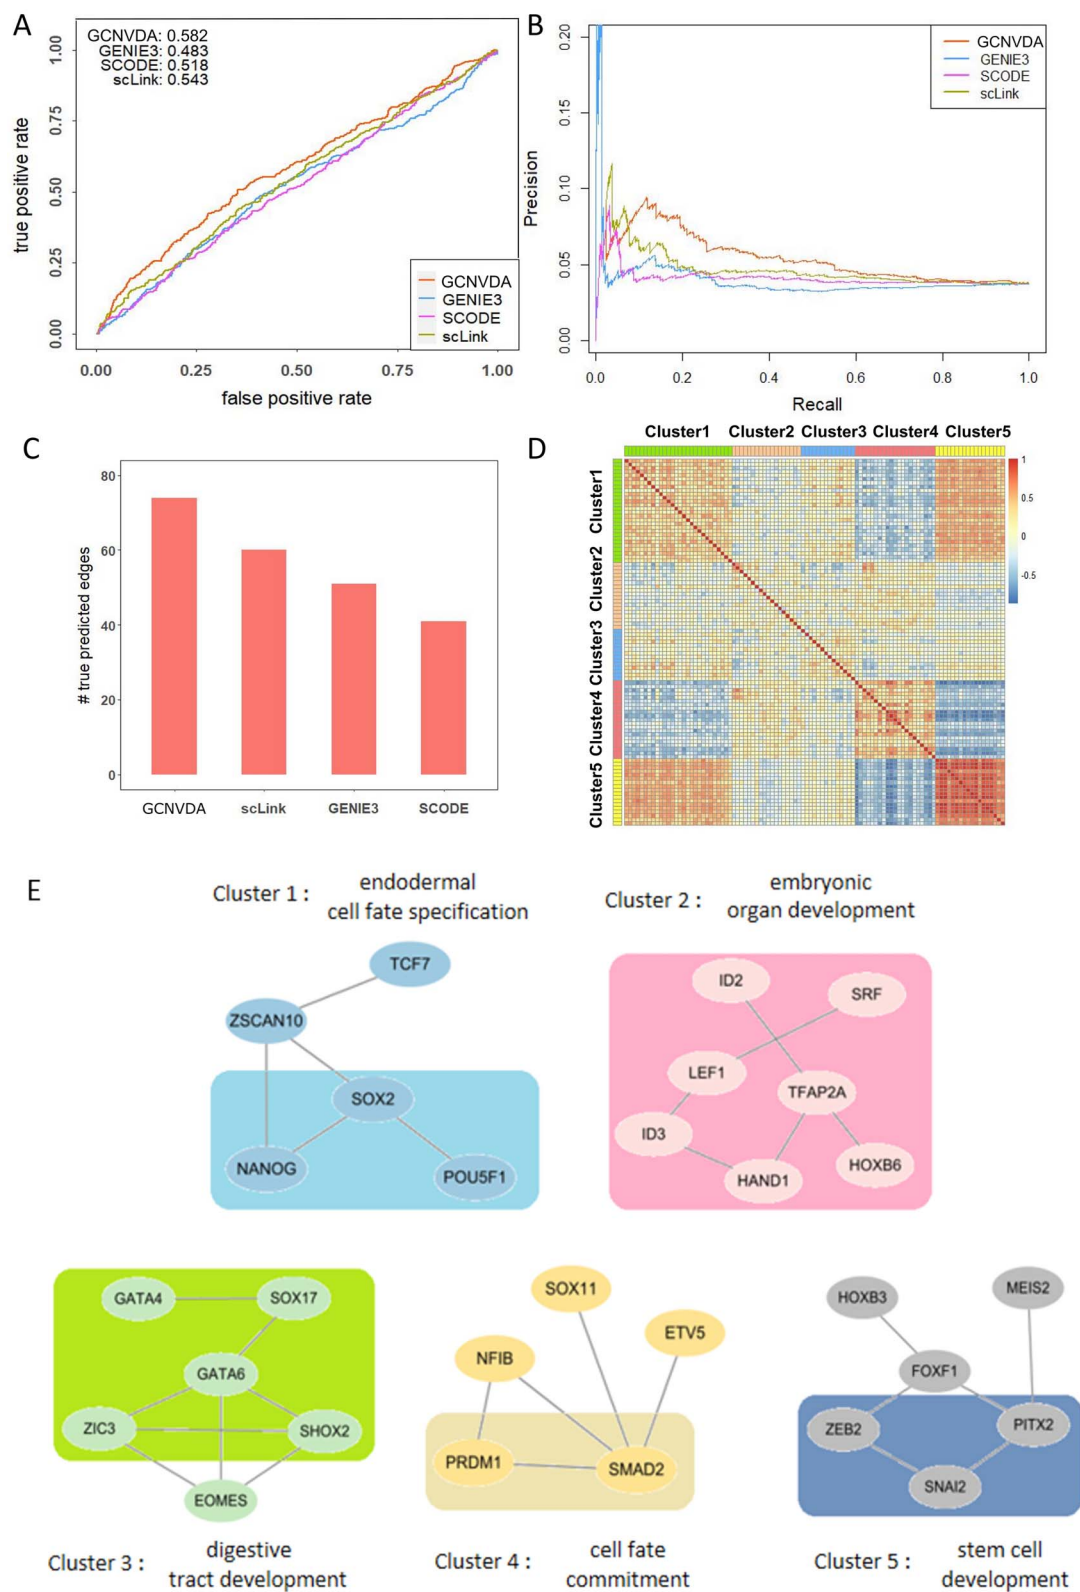 A
GCNVDA: 0.582
GENIE3: 0.483
SCODE: 0.518
scLink: 0.543
true positive rate
1.00
0.75
0.50
0.25
0.00
GCNVDA
GENIE3
SCODE
scLink
0.00 0.25 0.50 0.75 1.00
false positive rate
B
Precision
0.20
0.15
0.10
0.05
0.00
GCNVDA
GENIE3
SCODE
scLink
0.0 0.2 0.4 0.6 0.8 1.0
Recall
C
# true predicted edges
80
60
40
20
0
GCNVDA scLink GENIE3 SCODE
D
Cluster1 Cluster2 Cluster3 Cluster4 Cluster5
Cluster1
Cluster2
Cluster3
Cluster4
Cluster5
1
0.5
0
-0.5
E
Cluster 1 : endodermal
cell fate specification
TCF7
ZSCAN10
SOX2
NANOG
POU5F1
Cluster 2 : embryonic
organ development
ID2
SRF
LEF1
TFAP2A
ID3
HOXB6
HAND1
GATA4
SOX17
GATA6
ZIC3
SHOX2
EOMES
Cluster 3 : digestive
tract development
SOX11
ETV5
NFIB
PRDM1
SMAD2
Cluster 4 : cell fate
commitment
HOXB3
MEIS2
FOXF1
ZEB2
PITX2
SNAI2
Cluster 5 : stem cell
development